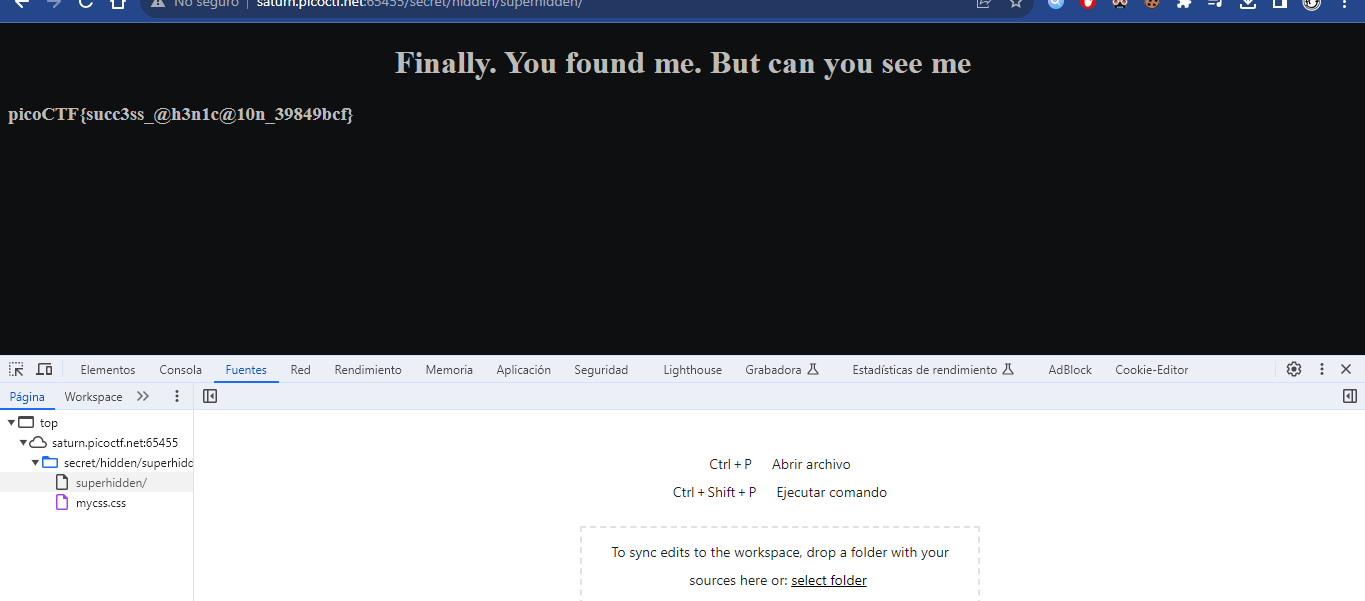 No seguro | saturn.picoctf.net:65455/secret/hidden/superhidden/
Finally. You found me. But can you see me
picoCTF{succ3ss_@h3n1c@10n_39849bcf}
Elementos Consola Fuentes Red Rendimiento Memoria Aplicación Seguridad Lighthouse Grabadora Estadísticas de rendimiento AdBlock Cookie-Editor
Página Workspace
top
saturn.picoctf.net:65455
secret/hidden/superhidd
superhidden/
mycss.css
Ctrl + P Abrir archivo
Ctrl + Shift + P Ejecutar comando
To sync edits to the workspace, drop a folder with your
sources here or: select folder